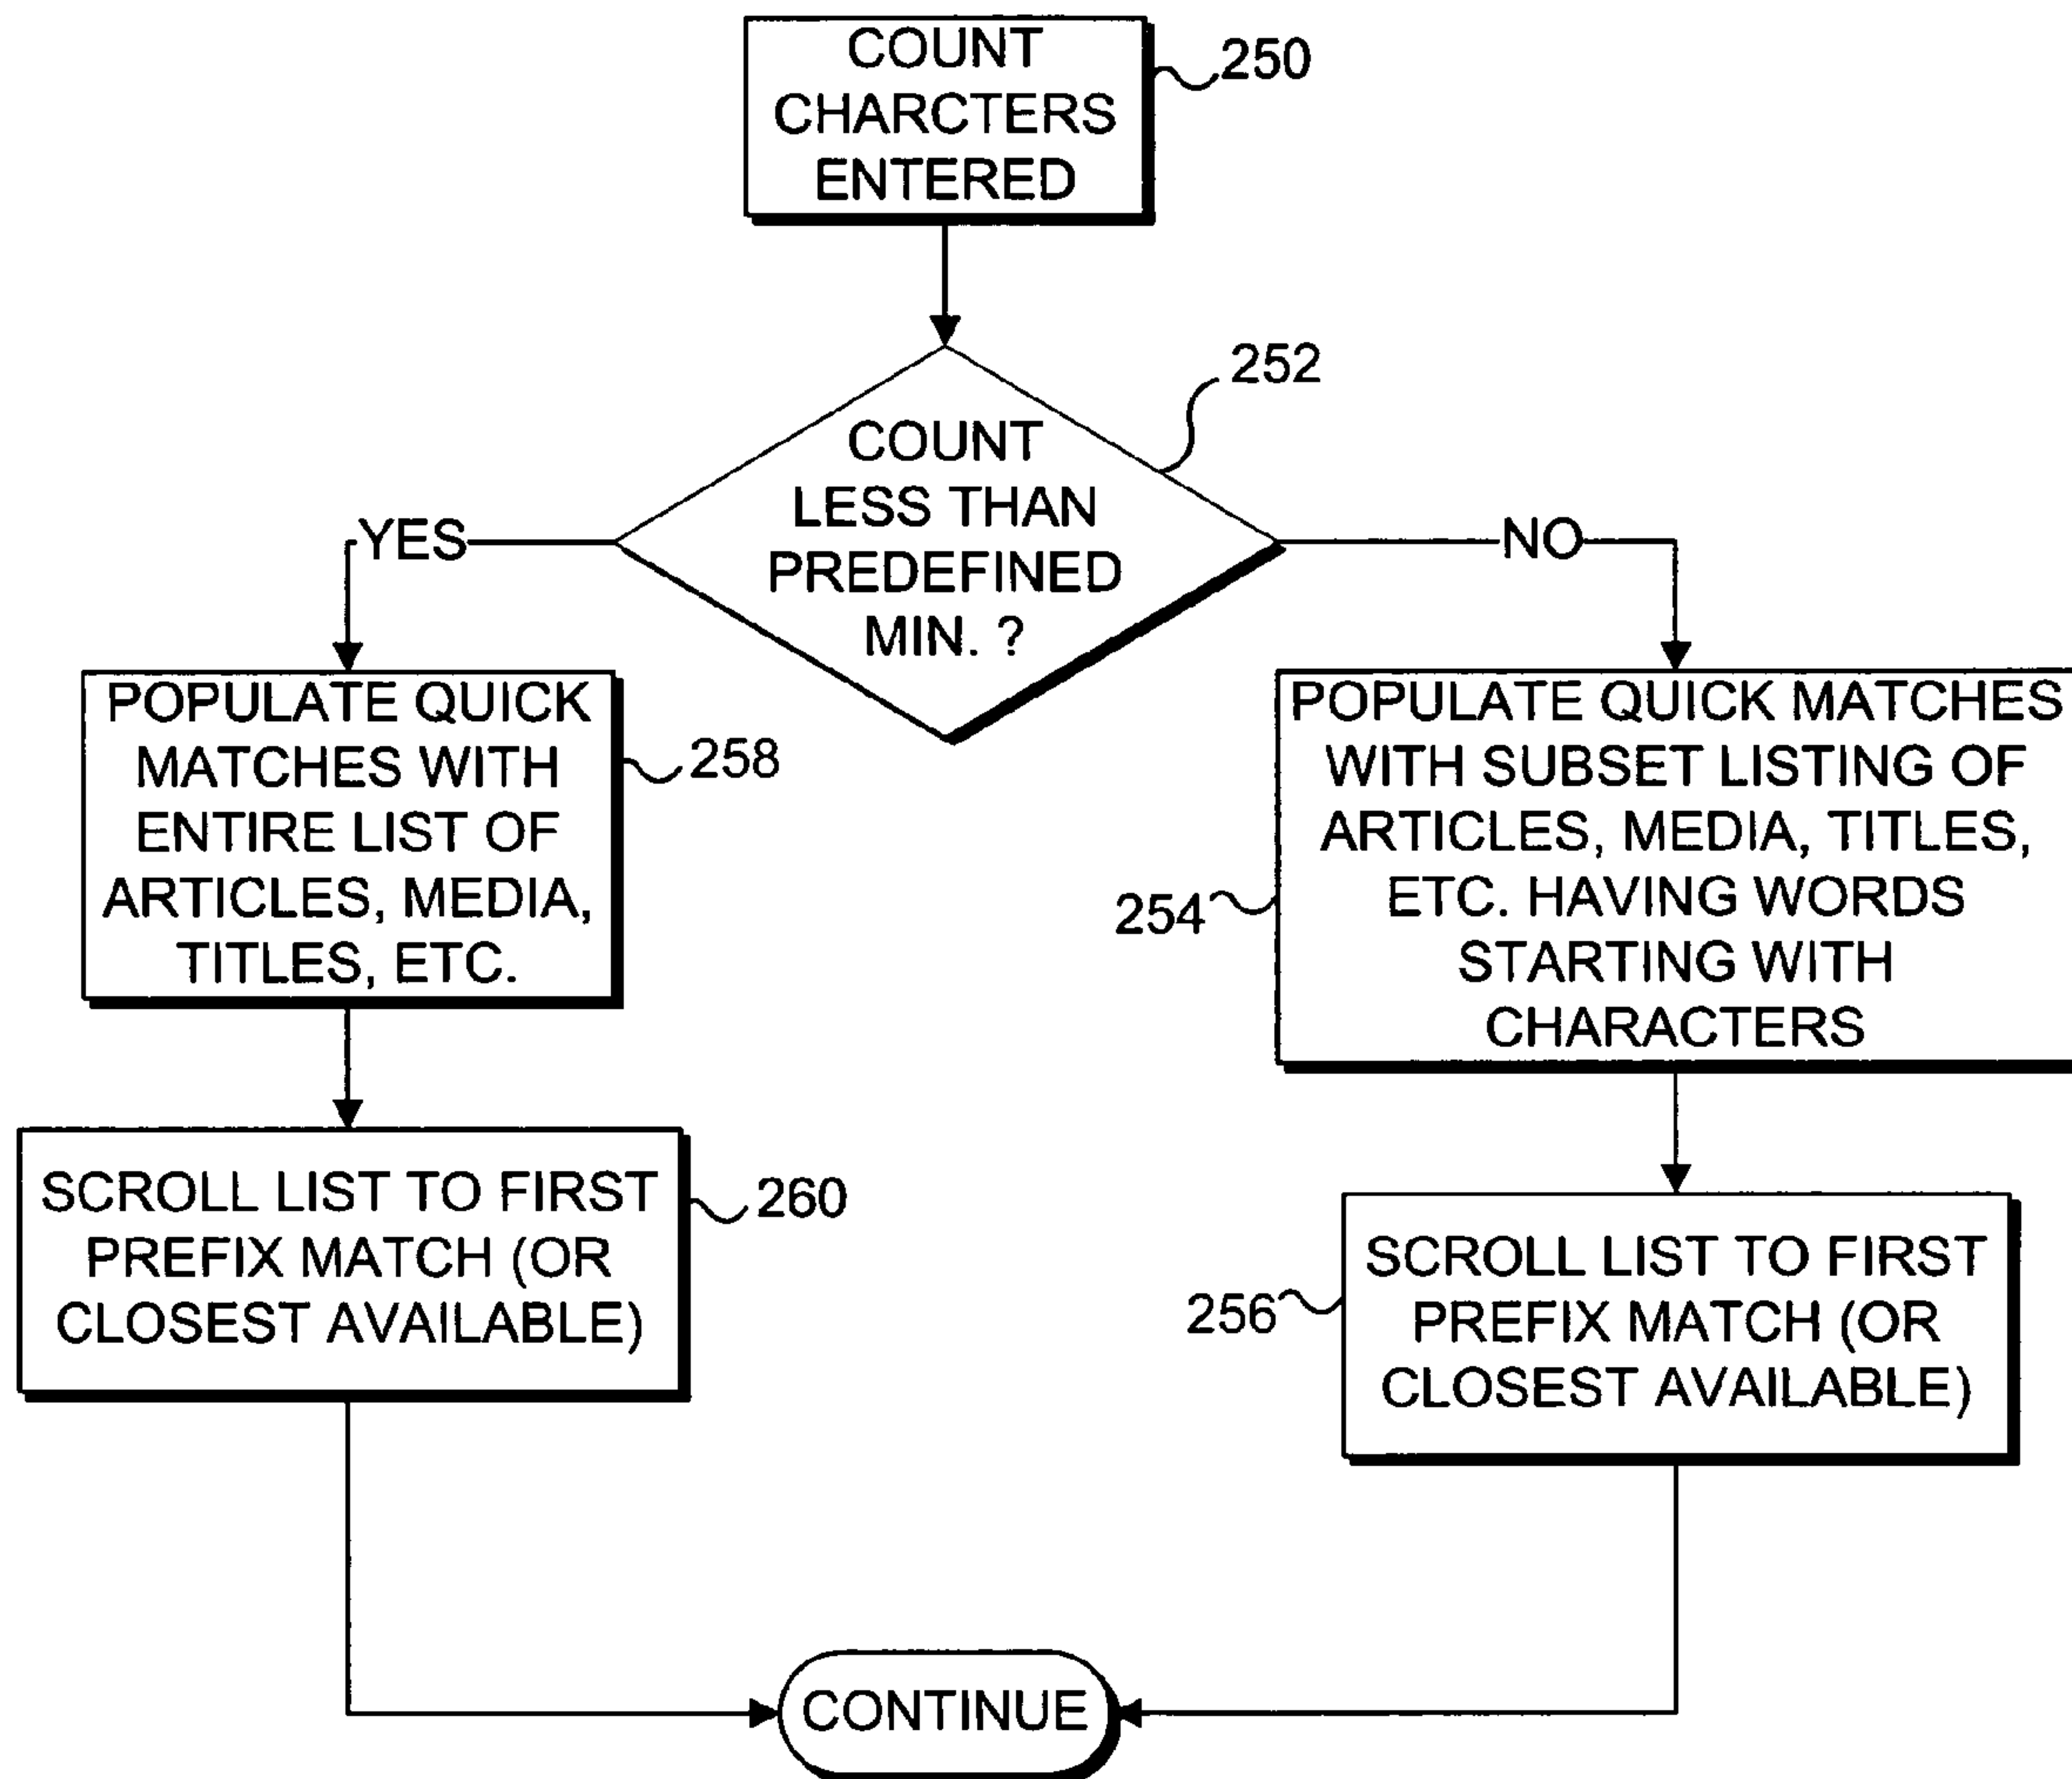 COUNT
CHARCTERS
ENTERED
250
252
COUNT
LESS THAN
PREDEFINED
MIN. ?
YES
NO
POPULATE QUICK
MATCHES WITH
ENTIRE LIST OF
ARTICLES, MEDIA,
TITLES, ETC.
258
POPULATE QUICK MATCHES
WITH SUBSET LISTING OF
ARTICLES, MEDIA, TITLES,
ETC. HAVING WORDS
STARTING WITH
CHARACTERS
254
SCROLL LIST TO FIRST
PREFIX MATCH (OR
CLOSEST AVAILABLE)
260
SCROLL LIST TO FIRST
PREFIX MATCH (OR
CLOSEST AVAILABLE)
256
CONTINUE